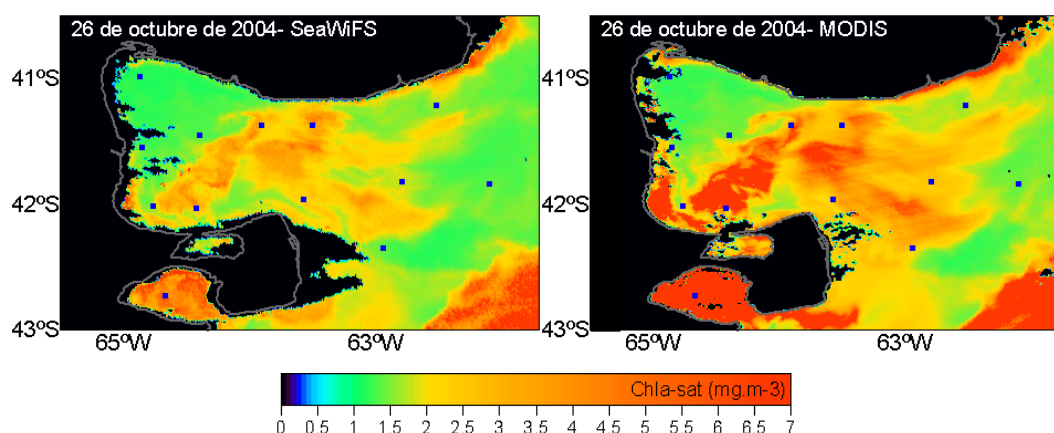 26 de octubre de 2004- SeaWiFS
26 de octubre de 2004- MODIS
41ºS
42ºS
43ºS
65ºW
63ºW
41ºS
42ºS
43ºS
65ºW
63ºW
Chla-sat (mg.m-3)
0 0.5 1 1.5 2 2.5 3 3.5 4 4.5 5 5.5 6 6.5 7